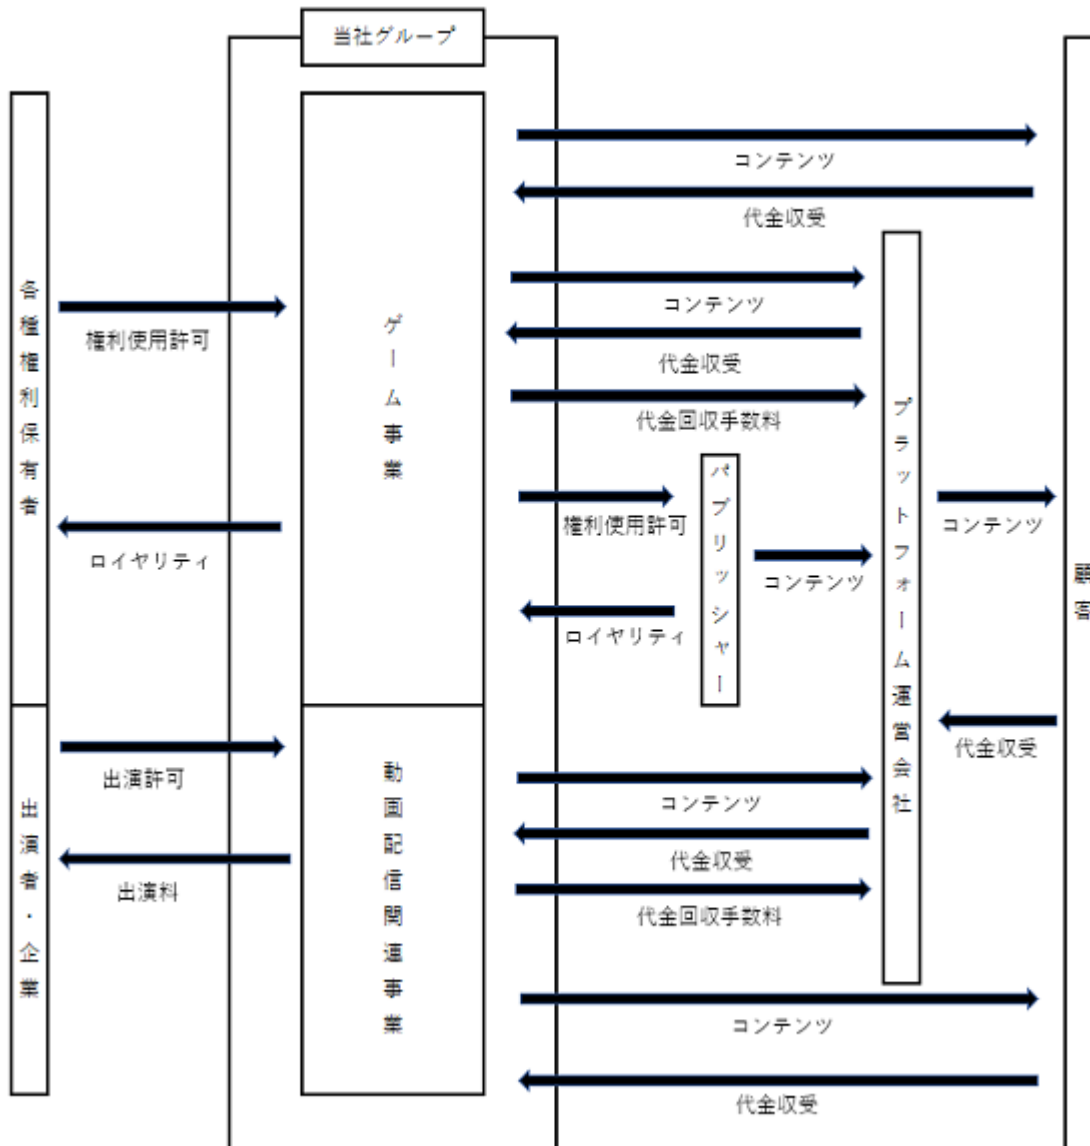 当社グループ
コンテンツ
代金収受
各種権利保有者
権利使用許可
ゲーム事業
コンテンツ
代金収受
代金回収手数料
プラットフォーム運営会社
パブリッシャー
権利使用許可
コンテンツ
コンテンツ
ロイヤリティ
ロイヤリティ
顧客
代金収受
出演者・企業
出演許可
動画配信関連事業
コンテンツ
代金収受
出演料
代金回収手数料
コンテンツ
代金収受